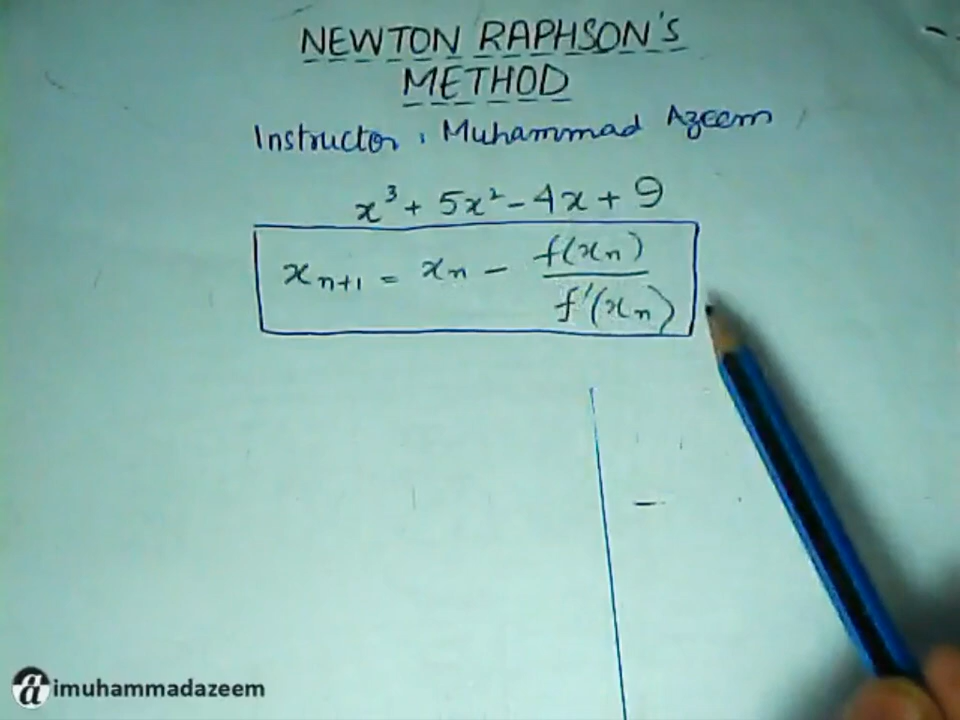 NEWTON RAPHSON'S
METHOD
Instructor : Muhammad Azeem
x³ + 5x² - 4x + 9
xₙ₊₁ = xₙ - f(xₙ) / f'(xₙ)
imuhammadazeem